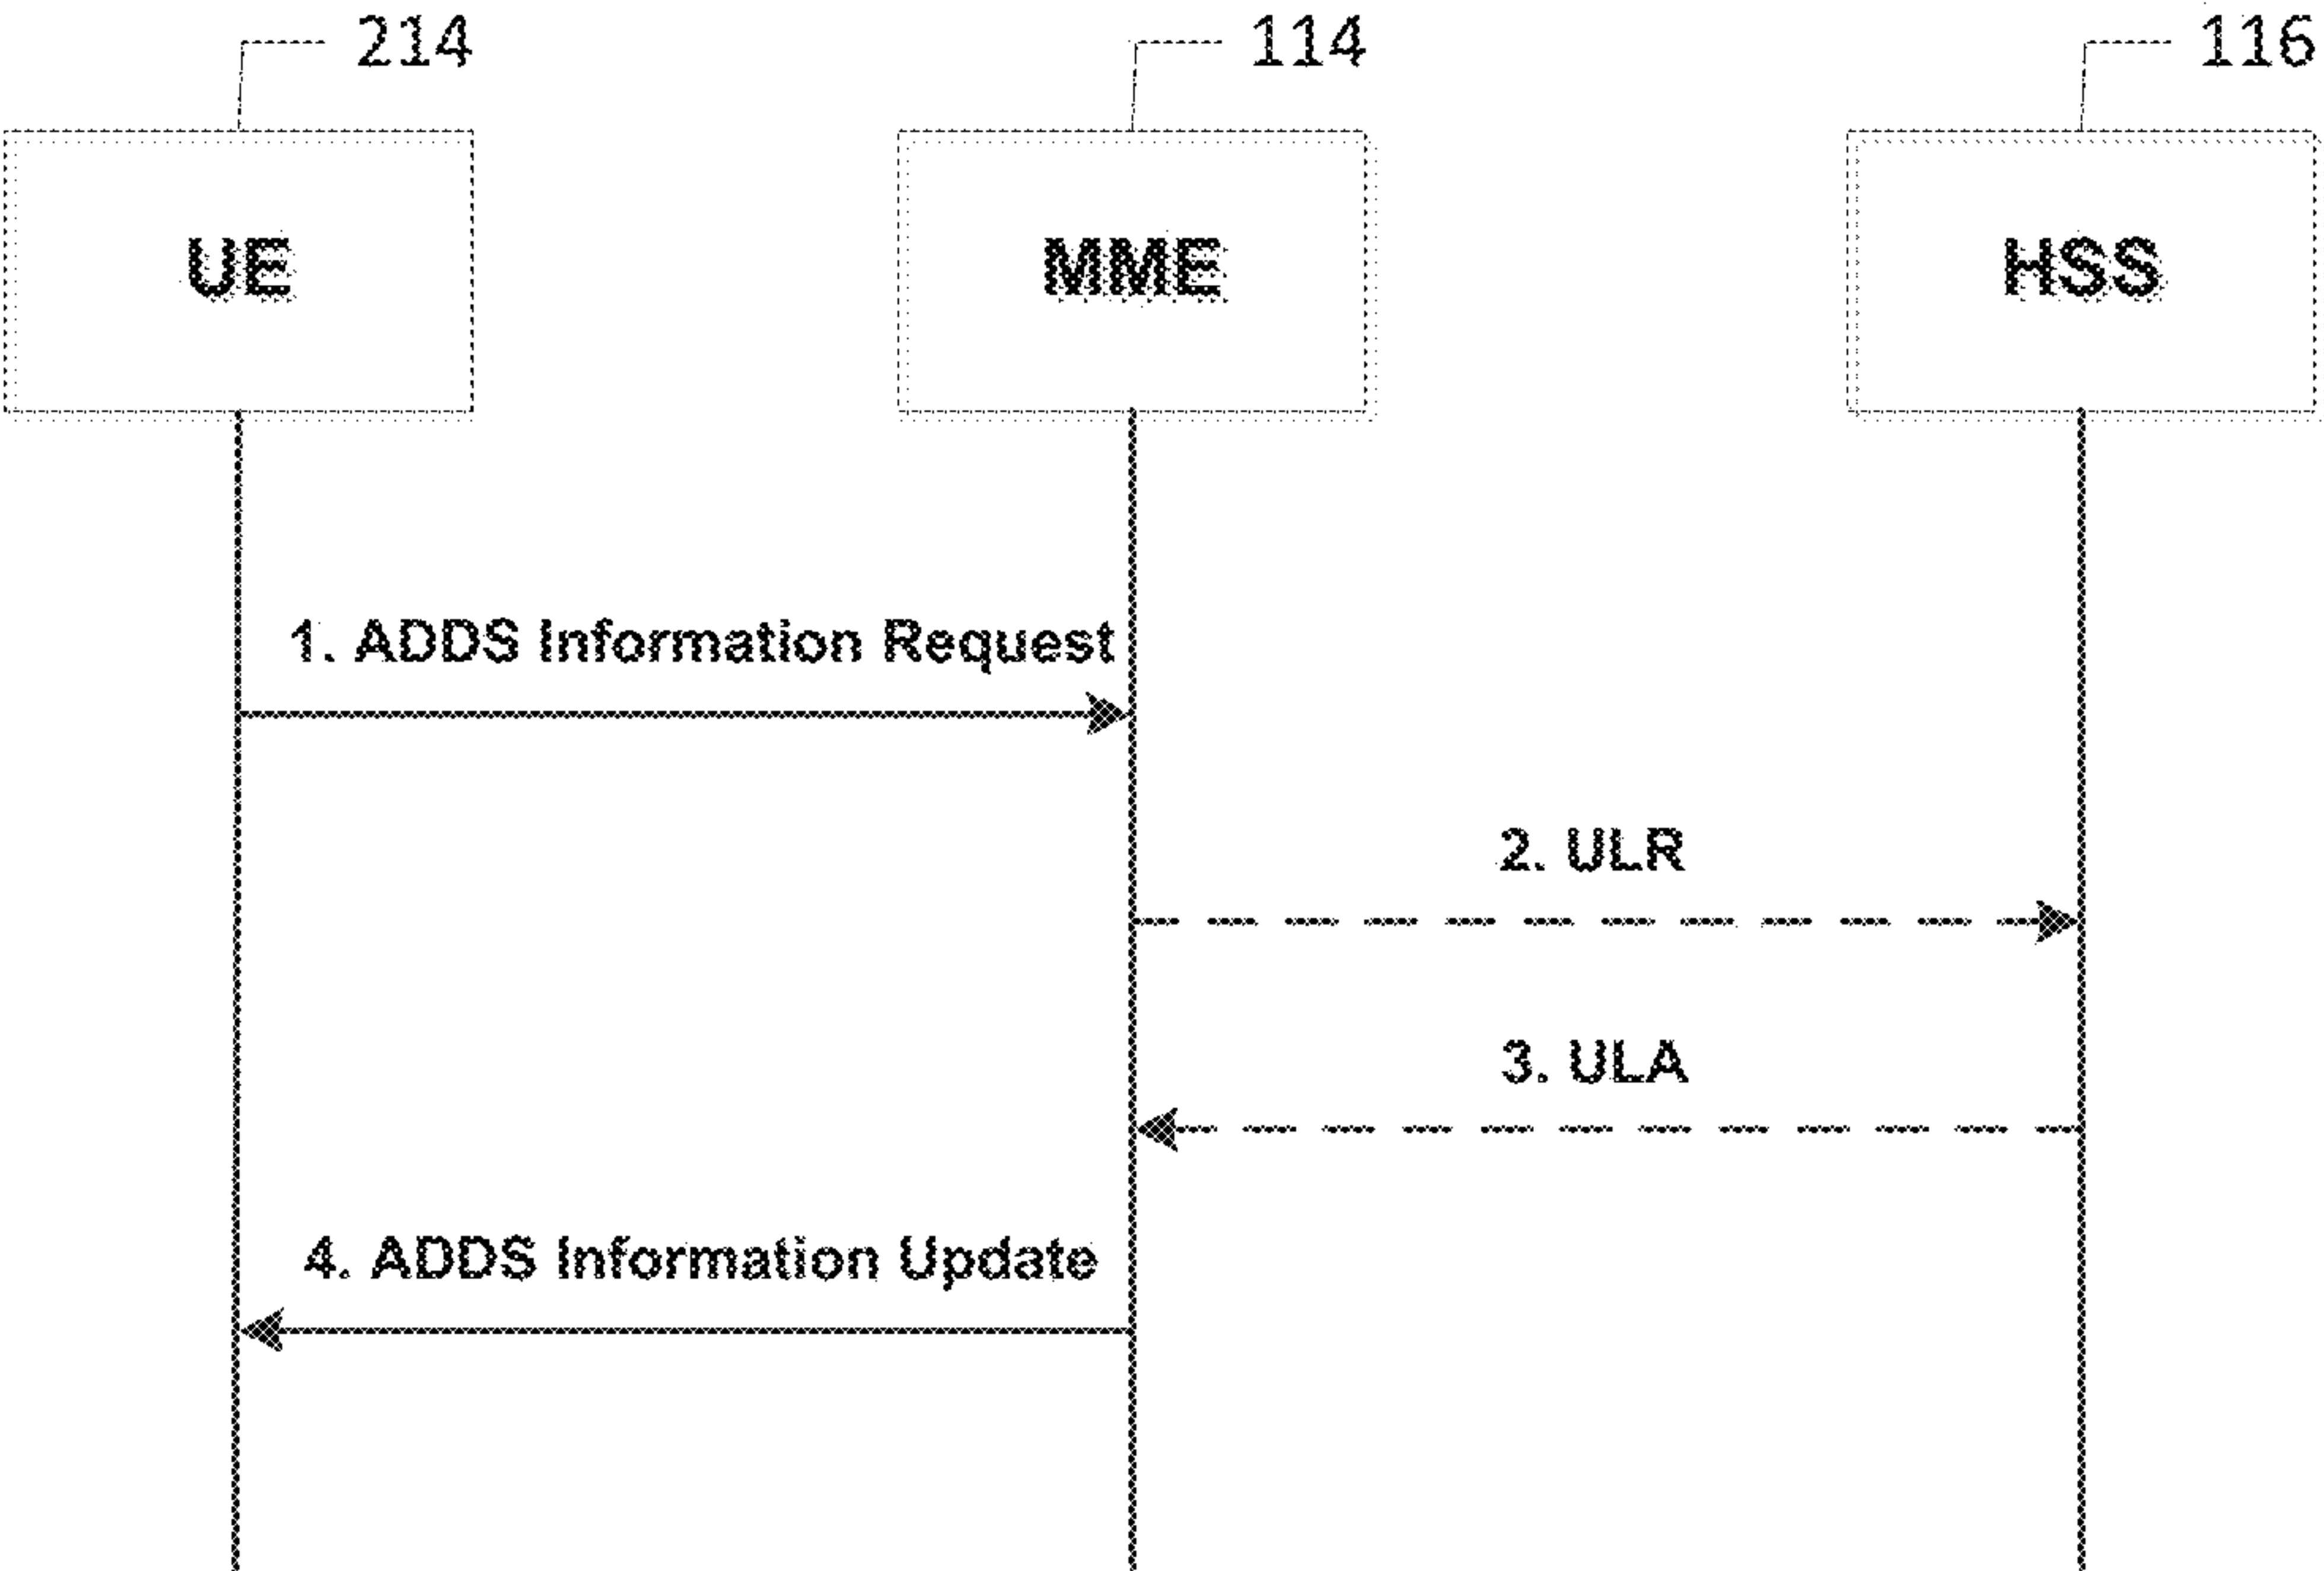 214
114
116
UE
MME
HSS
1. ADDS Information Request
2. ULR
3. ULA
4. ADDS Information Update